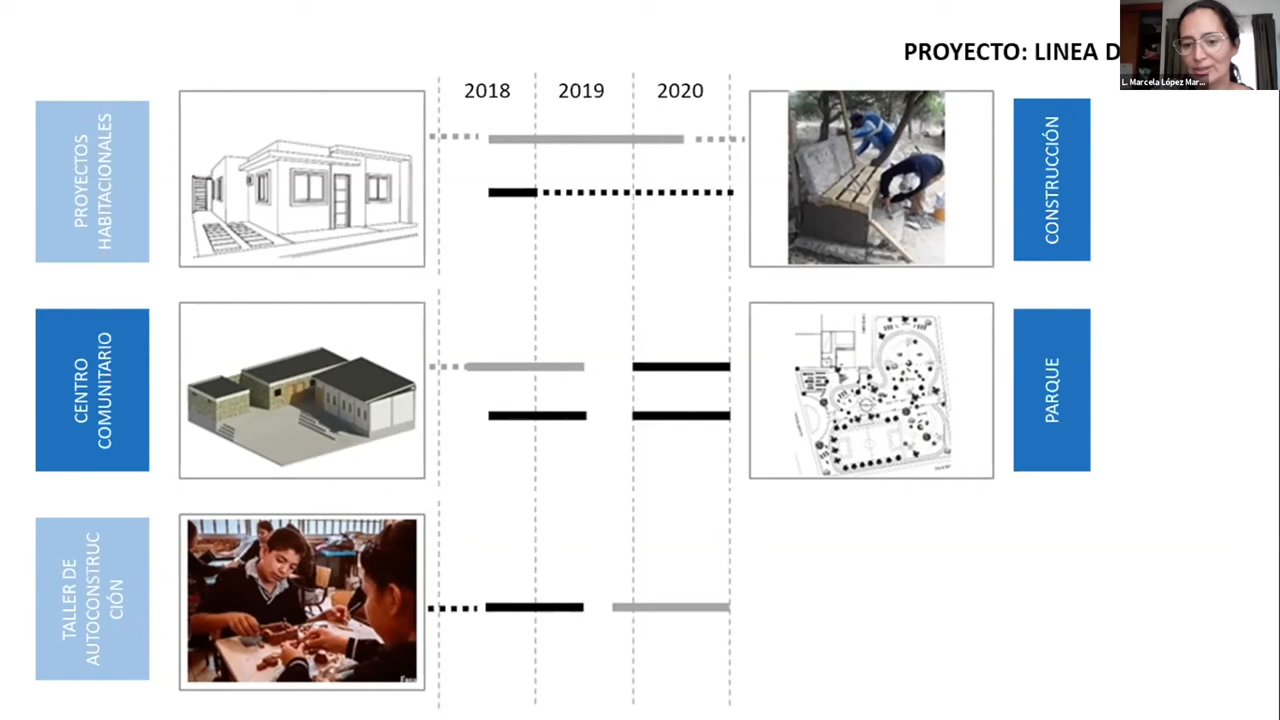 PROYECTO: LINEA D
L. Marcela López Mar...
2018
2019
2020
PROYECTOS
HABITACIONALES
CONSTRUCCIÓN
CENTRO
COMUNITARIO
PARQUE
TALLER DE
AUTOCONSTRUC
CIÓN